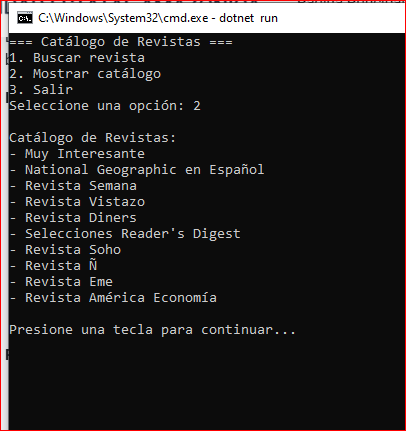 C:\Windows\System32\cmd.exe - dotnet run
=== Catálogo de Revistas ===
1. Buscar revista
2. Mostrar catálogo
3. Salir
Seleccione una opción: 2
Catálogo de Revistas:
- Muy Interesante
- National Geographic en Español
- Revista Semana
- Revista Vistazo
- Revista Diners
- Selecciones Reader's Digest
- Revista Soho
- Revista Ñ
- Revista Eme
- Revista América Economía
Presione una tecla para continuar...